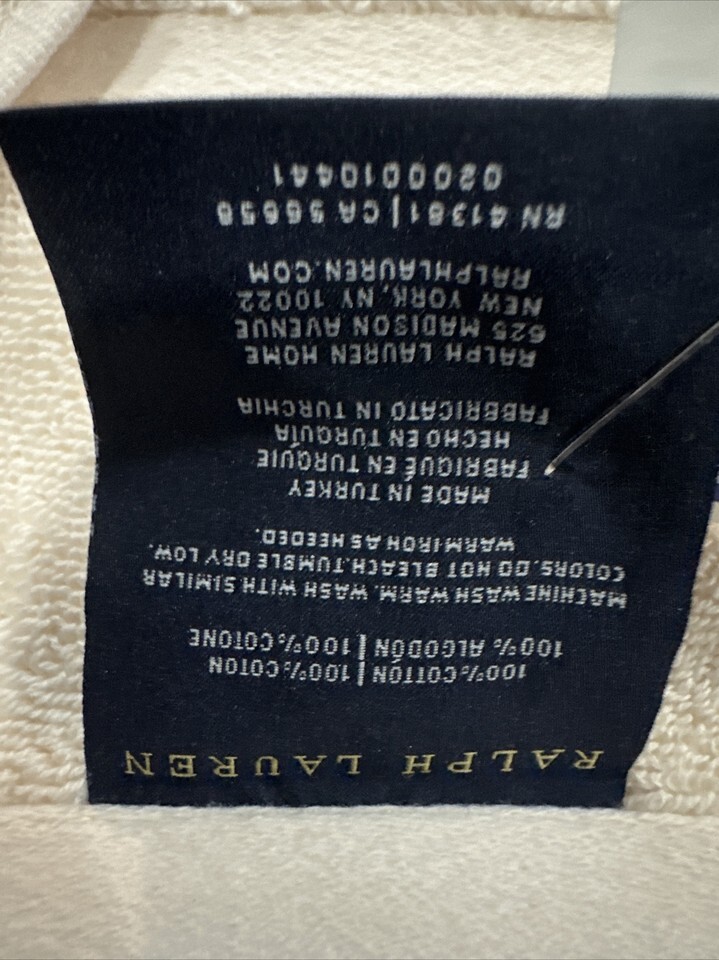 RALPH LAUREN
100% COTTON | 100% COTON
100% ALGODÓN | 100% COTONE
MACHINE WASH WARM. WASH WITH SIMILAR
COLORS. DO NOT BLEACH. TUMBLE DRY LOW.
WARM IRON AS NEEDED.
MADE IN TURKEY
FABRIQUÉ EN TURQUIE
HECHO EN TURQUÍA
FABBRICATO IN TURCHIA
RALPH LAUREN HOME
625 MADISON AVENUE
NEW YORK, NY 10022
RALPHLAUREN.COM
RN 41381 | CA 56658
0200010441